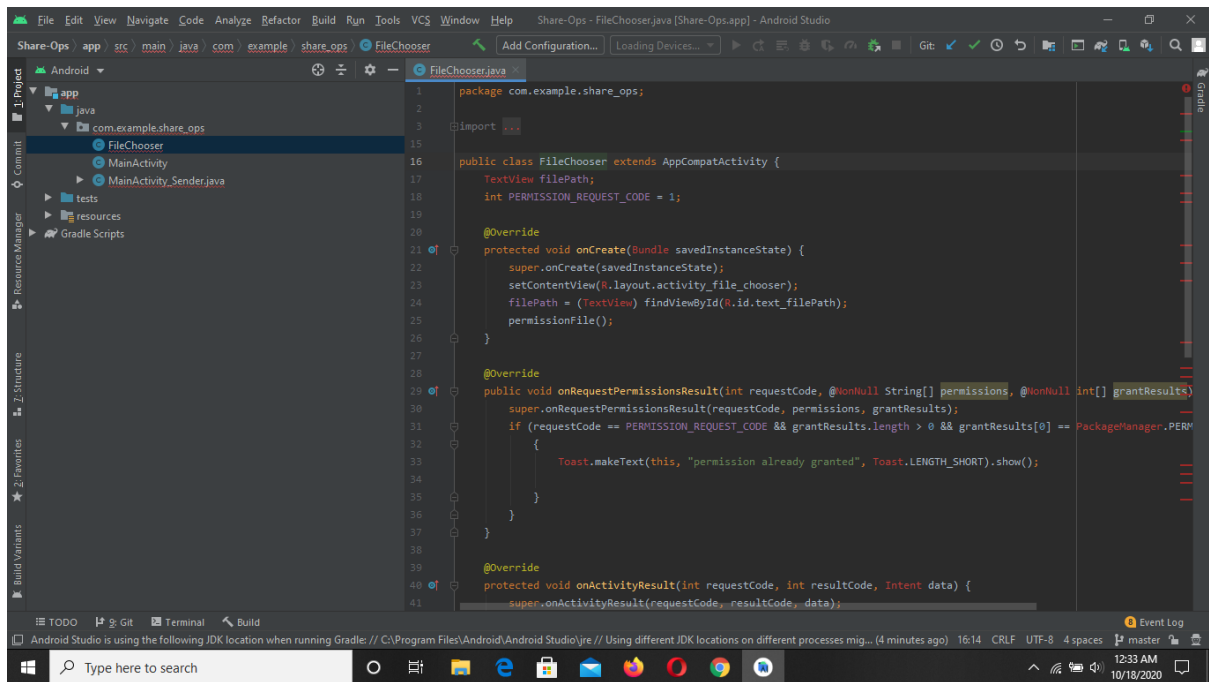 File Edit View Navigate Code Analyze Refactor Build Run Tools VCS Window Help Share-Ops - FileChooser.java [Share-Ops.app] - Android Studio
Share-Ops app src main java com example share_ops FileChooser Add Configuration... Loading Devices... Git:
Android
FileChooser.java
1: Project
Commit
Resource Manager
7: Structure
2: Favorites
Build Variants
app
java
com.example.share_ops
FileChooser
MainActivity
MainActivity_Sender.java
tests
resources
Gradle Scripts
1 package com.example.share_ops;
2
3 import ...
15
16 public class FileChooser extends AppCompatActivity {
17 TextView filePath;
18 int PERMISSION_REQUEST_CODE = 1;
19
20 @Override
21 protected void onCreate(Bundle savedInstanceState) {
22 super.onCreate(savedInstanceState);
23 setContentView(R.layout.activity_file_chooser);
24 filePath = (TextView) findViewById(R.id.text_filePath);
25 permissionFile();
26 }
27
28 @Override
29 public void onRequestPermissionsResult(int requestCode, @NonNull String[] permissions, @NonNull int[] grantResults)
30 super.onRequestPermissionsResult(requestCode, permissions, grantResults);
31 if (requestCode == PERMISSION_REQUEST_CODE && grantResults.length > 0 && grantResults[0] == PackageManager.PERM
32 {
33 Toast.makeText(this, "permission already granted", Toast.LENGTH_SHORT).show();
34
35 }
36 }
37 }
38
39 @Override
40 protected void onActivityResult(int requestCode, int resultCode, Intent data) {
41 super.onActivityResult(requestCode, resultCode, data);
Gradle
TODO 9: Git Terminal Build 8 Event Log
Android Studio is using the following JDK location when running Gradle: // C:\Program Files\Android\Android Studio\jre // Using different JDK locations on different processes mig... (4 minutes ago) 16:14 CRLF UTF-8 4 spaces master
Type here to search
12:33 AM
10/18/2020